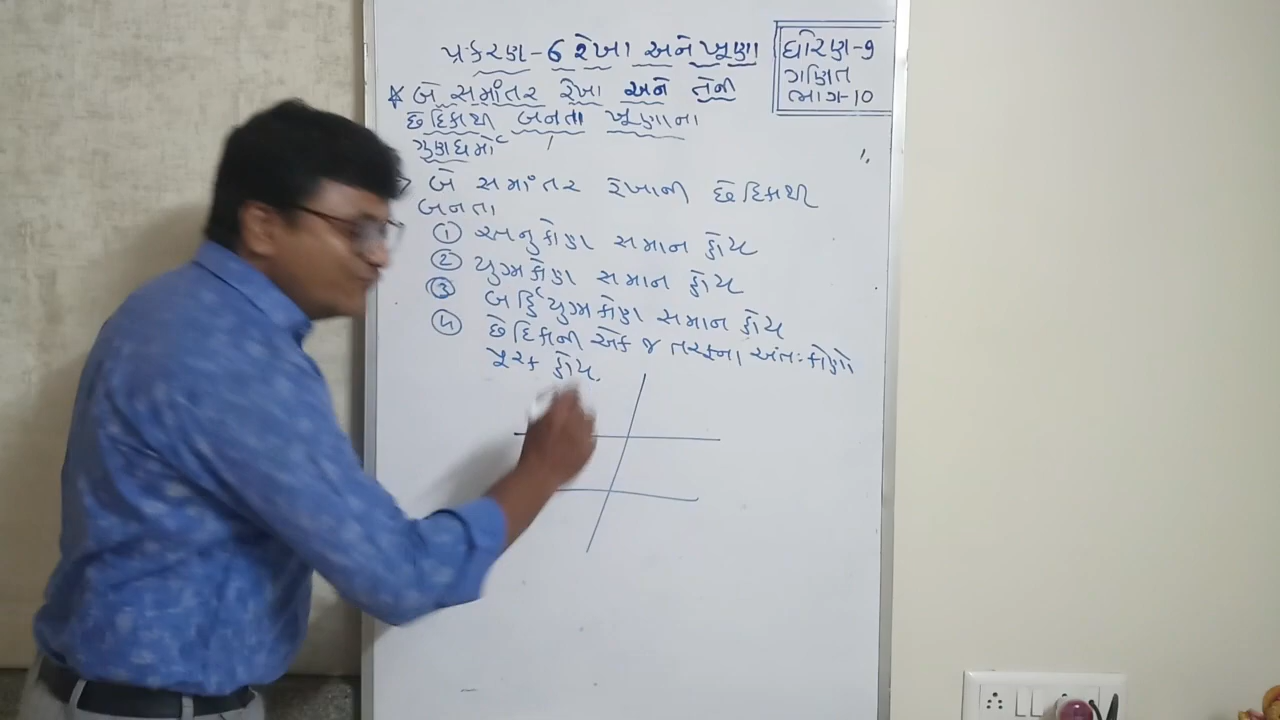 પ્રકરણ-6 રેખા અને ખૂણા
ધોરણ-9
ગણિત
ભાગ-10
* બે સમાંતર રેખા અને તેની
છેદિકાથી બનતા ખૂણાના
ગુણધર્મો
> બે સમાંતર રેખાની છેદિકાથી
બનતા
① અનુકોણ સમાન હોય
② યુગ્મકોણ સમાન હોય
③ બર્હિયુગ્મકોણ સમાન હોય
④ છેદિકાની એક જ તરફના અંતઃકોણો
પૂરક હોય.